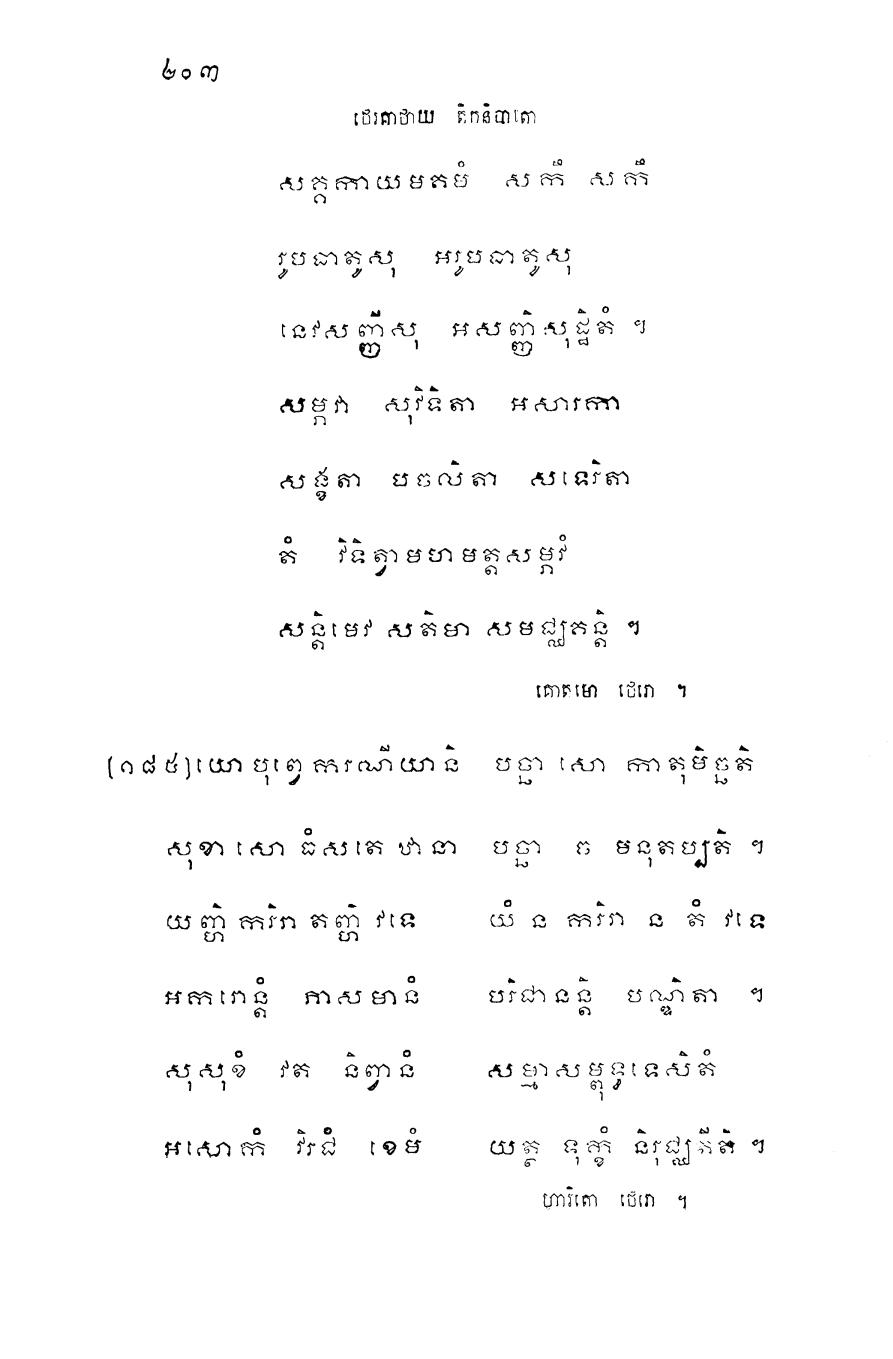 ២០៣
ថេរគាថាយ តិកនិបាតោ
សត្តកាយមគមំ សកឹ សកឹ
រូបធាតូសុ អរូបធាតូសុ
នេវសញ្ញីសុ អសញ្ញិសុដ្ឋិតំ ។
សម្ភវា សុវិទិតា អសារកា
សង្ខតា បចលិតា សទេរិតា
តំ វិទិត្វាមហមត្តសម្ភវំ
សន្តិមេវ សតិមា សមជ្ឈគន្តិ ។
គោតមោ ថេរោ ។
(១៨៥) យោ បុព្វេ ករណីយានិ បច្ឆា សោ កាតុមិច្ឆតិ
សុខា សោ ធំសតេ ឋានា បច្ឆា ច មនុតប្បតិ ។
យញ្ហិ ករិរា តញ្ហិ វទេ យំ ន ករិរា ន តំ វទេ
អករោន្តំ ភាសមានំ បរិជានន្តិ បណ្ឌិតា ។
សុសុខំ វត និព្វានំ សម្មាសម្ពុទ្ធទេសិតំ
អសោកំ វិរជំ ខេមំ យត្ថ ទុក្ខំ និរុជ្ឈតីតិ ។
ហារិតោ ថេរោ ។